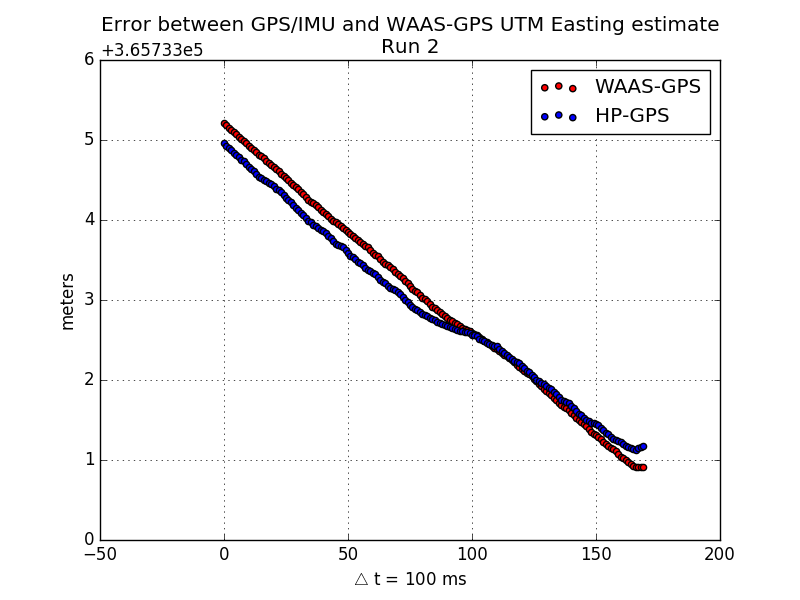 Error between GPS/IMU and WAAS-GPS UTM Easting estimate
Run 2
+3.65733e5
6
5
4
3
2
1
0
meters
WAAS-GPS
HP-GPS
−50
0
50
100
150
200
△ t = 100 ms